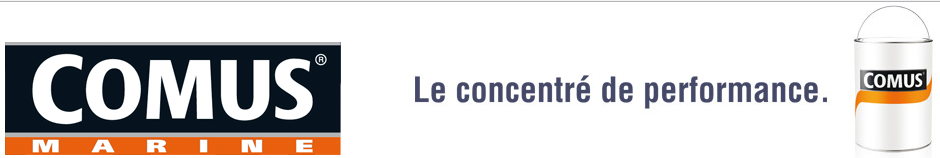 COMUS®
MARINE
Le concentré de performance.
COMUS